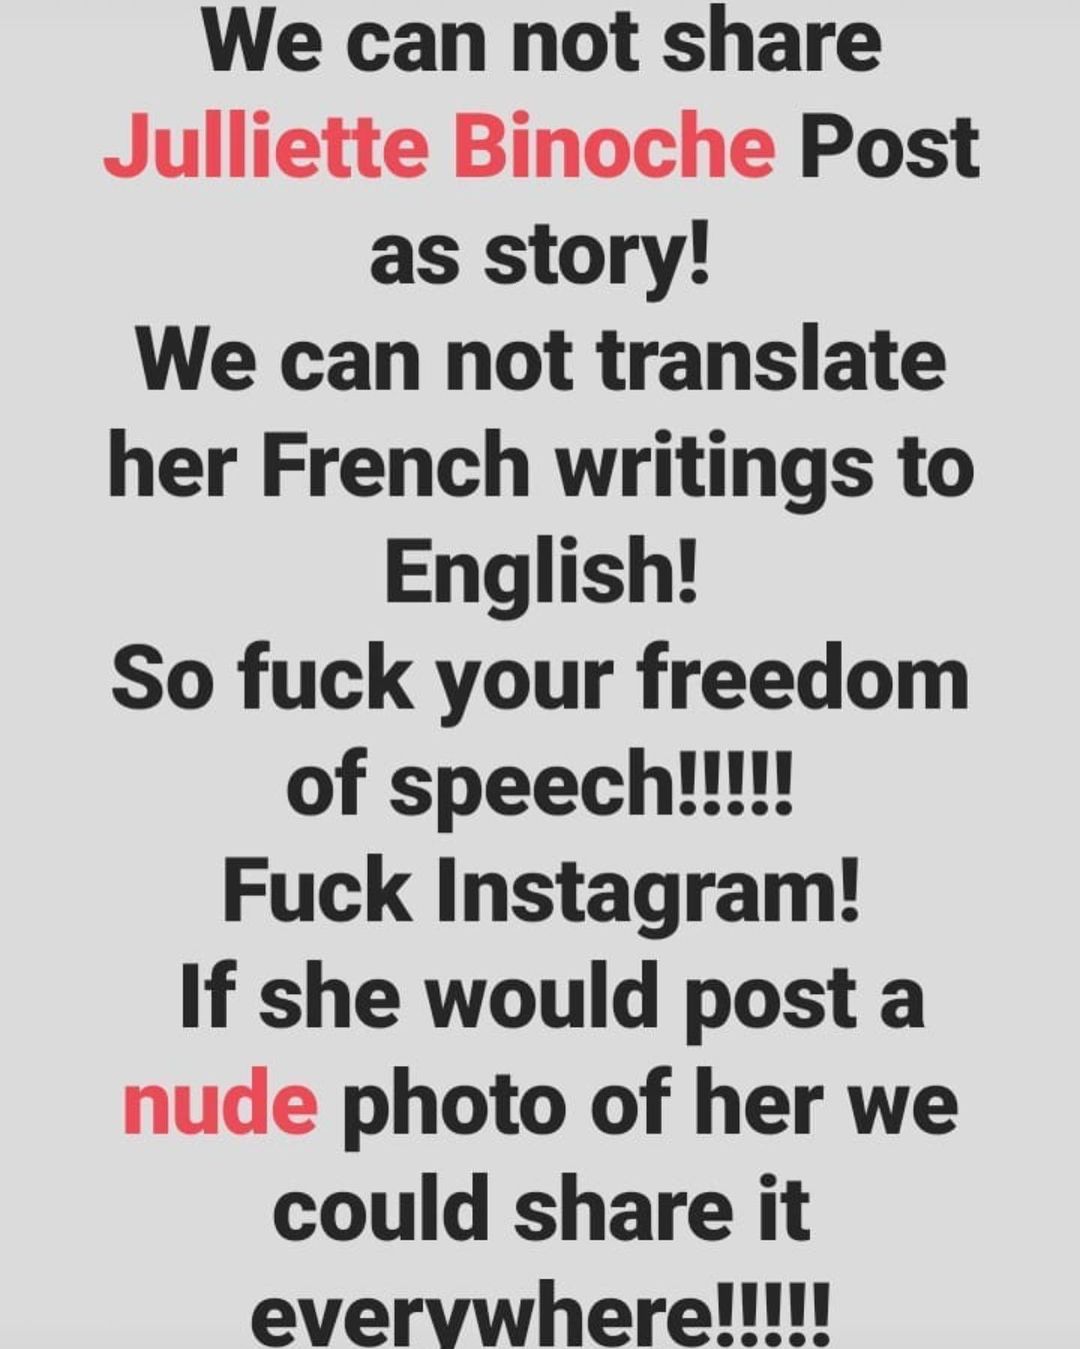 We can not share
Julliette Binoche Post
as story!
We can not translate
her French writings to
English!
So fuck your freedom
of speech!!!!!
Fuck Instagram!
If she would post a
nude photo of her we
could share it
everywhere!!!!!